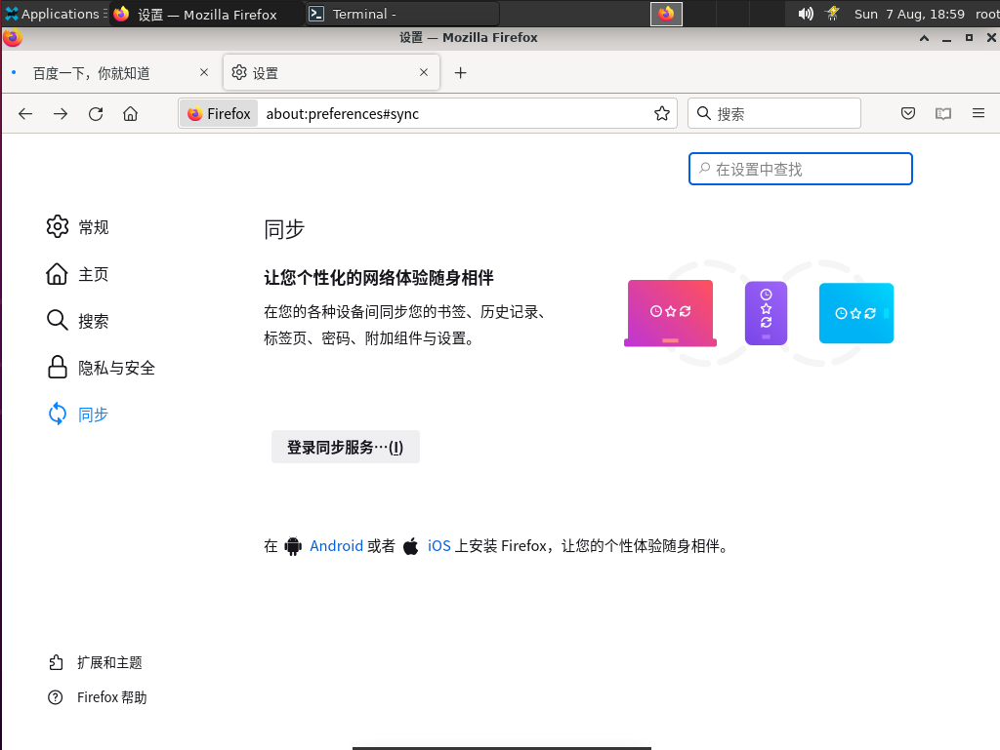 Applications
设置 — Mozilla Firefox
Terminal -
Sun 7 Aug, 18:59
root
设置 — Mozilla Firefox
百度一下，你就知道
设置
Firefox
about:preferences#sync
搜索
在设置中查找
常规
主页
搜索
隐私与安全
同步
同步
让您个性化的网络体验随身相伴
在您的各种设备间同步您的书签、历史记录、
标签页、密码、附加组件与设置。
登录同步服务…(I)
在 Android 或者 iOS 上安装 Firefox，让您的个性体验随身相伴。
扩展和主题
Firefox 帮助